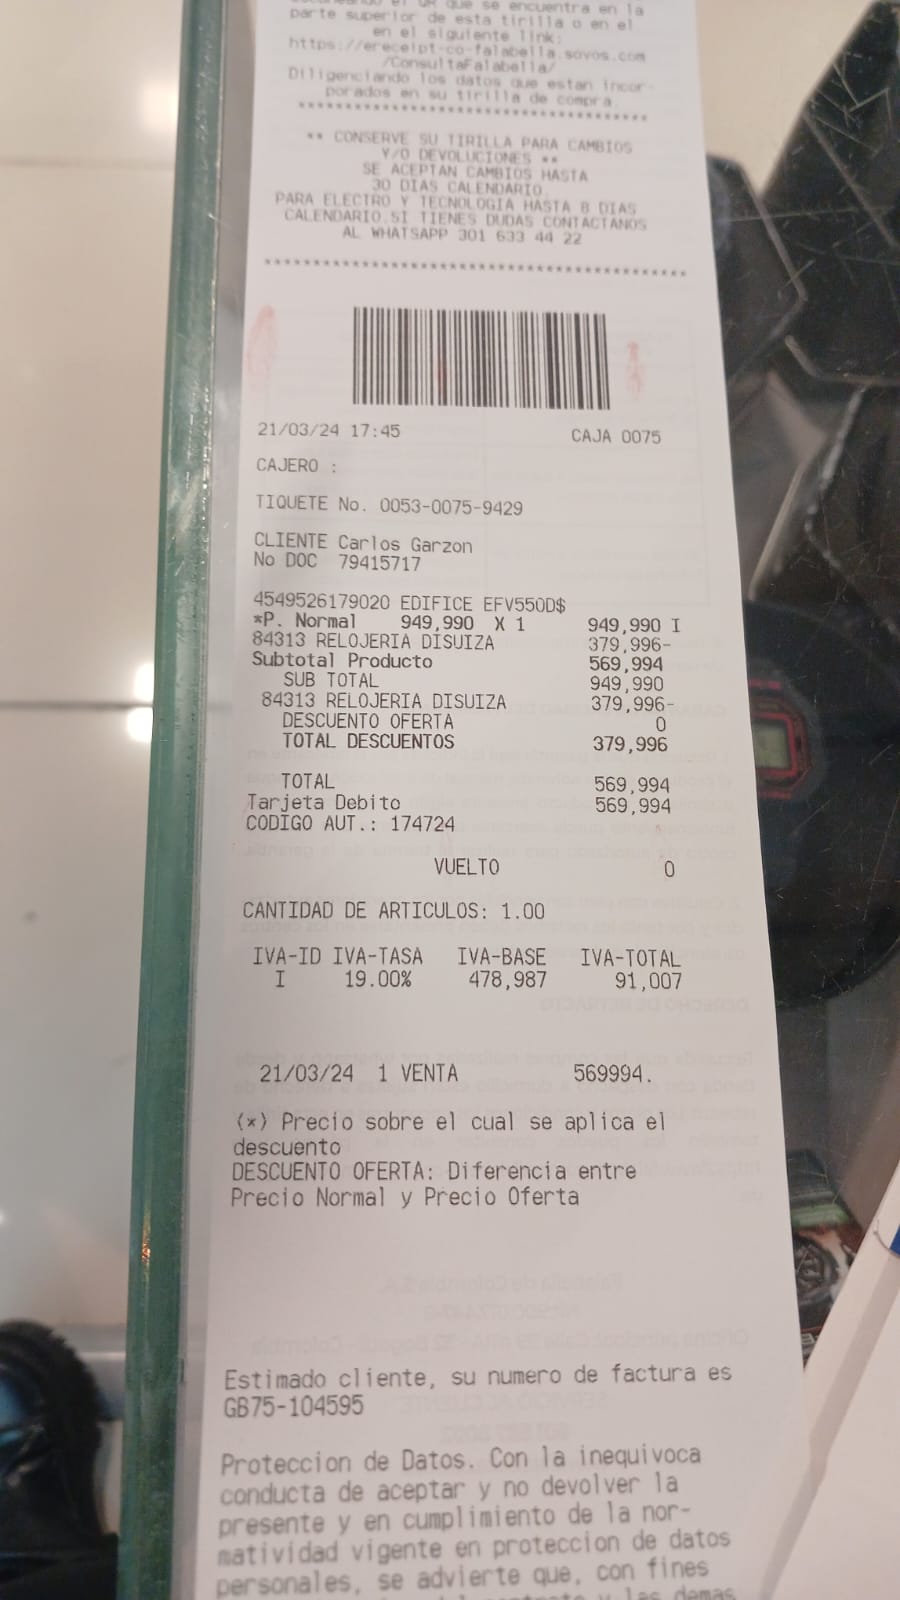 escaneando el QR que se encuentra en la
parte superior de esta tirilla o en el
en el siguiente link:
https://ereceipt-co-falabella.sovos.com
/ConsultaFalabella/
Diligenciando los datos que estan incor-
porados en su tirilla de compra.
** CONSERVE SU TIRILLA PARA CAMBIOS
Y/O DEVOLUCIONES **
SE ACEPTAN CAMBIOS HASTA
30 DIAS CALENDARIO.
PARA ELECTRO Y TECNOLOGIA HASTA 8 DIAS
CALENDARIO.SI TIENES DUDAS CONTACTANOS
AL WHATSAPP 301 633 44 22
21/03/24 17:45 CAJA 0075
CAJERO :
TIQUETE No. 0053-0075-9429
CLIENTE Carlos Garzon
No DOC 79415717
4549526179020 EDIFICE EFV550D$
*P. Normal 949,990 X 1 949,990 I
84313 RELOJERIA DISUIZA 379,996-
Subtotal Producto 569,994
SUB TOTAL 949,990
84313 RELOJERIA DISUIZA 379,996-
DESCUENTO OFERTA 0
TOTAL DESCUENTOS 379,996
TOTAL 569,994
Tarjeta Debito 569,994
CODIGO AUT.: 174724
VUELTO 0
CANTIDAD DE ARTICULOS: 1.00
IVA-ID IVA-TASA IVA-BASE IVA-TOTAL
I 19.00% 478,987 91,007
21/03/24 1 VENTA 569994.
(*) Precio sobre el cual se aplica el
descuento
DESCUENTO OFERTA: Diferencia entre
Precio Normal y Precio Oferta
Estimado cliente, su numero de factura es
GB75-104595
Proteccion de Datos. Con la inequivoca
conducta de aceptar y no devolver la
presente y en cumplimiento de la nor-
matividad vigente en proteccion de datos
personales, se advierte que, con fines
y las demas